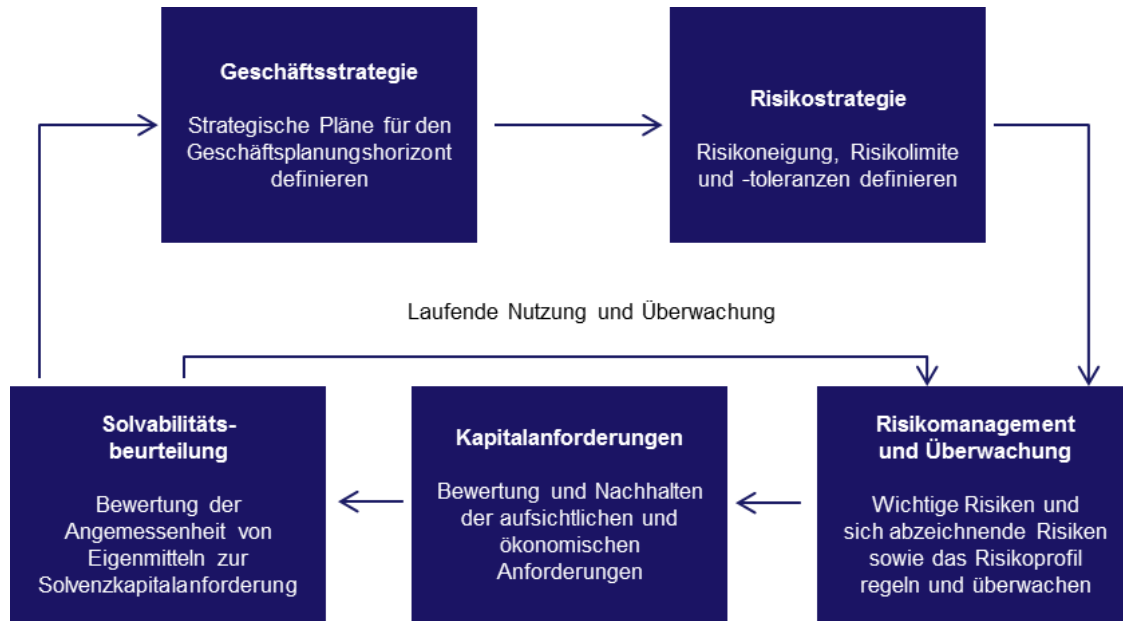 Geschäftsstrategie
Strategische Pläne für den
Geschäftsplanungshorizont
definieren
Risikostrategie
Risikoneigung, Risikolimite
und -toleranzen definieren
Laufende Nutzung und Überwachung
Solvabilitäts-
beurteilung
Bewertung der
Angemessenheit von
Eigenmitteln zur
Solvenzkapitalanforderung
Kapitalanforderungen
Bewertung und Nachhalten
der aufsichtlichen und
ökonomischen
Anforderungen
Risikomanagement
und Überwachung
Wichtige Risiken und
sich abzeichnende Risiken
sowie das Risikoprofil
regeln und überwachen